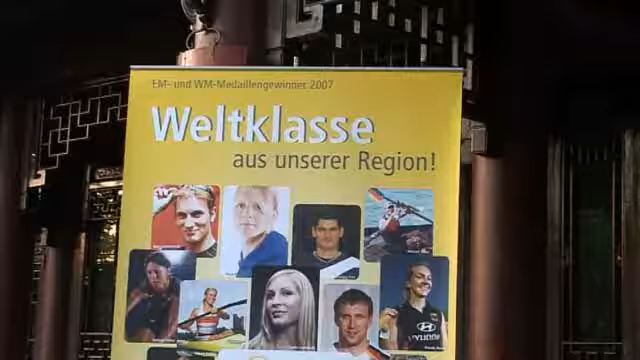 EM- und WM-Medaillengewinner 2007
Weltklasse
aus unserer Region!
HYUNDAI